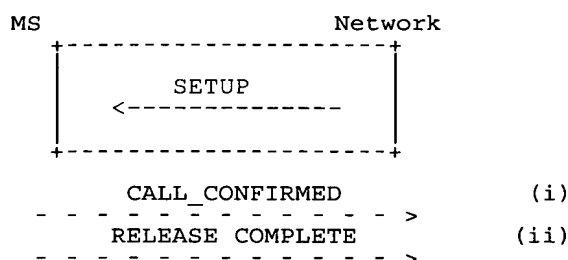 MS Network
SETUP
CALL_CONFIRMED (i)
RELEASE COMPLETE (ii)